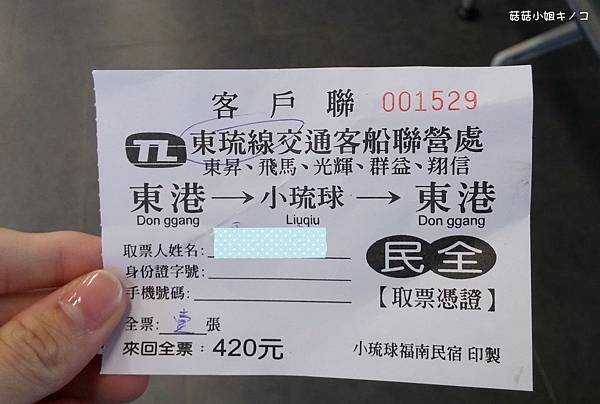 菇菇小姐キノコ
客戶聯 001529
TL 東琉線交通客船聯營處
東昇、飛馬、光輝、群益、翔信
東港→小琉球→東港
Don ggang Liuqiu Don ggang
取票人姓名:
身份證字號:
手機號碼:
民全
【取票憑證】
全票: 壹 張
來回全票：420元
小琉球福南民宿 印製